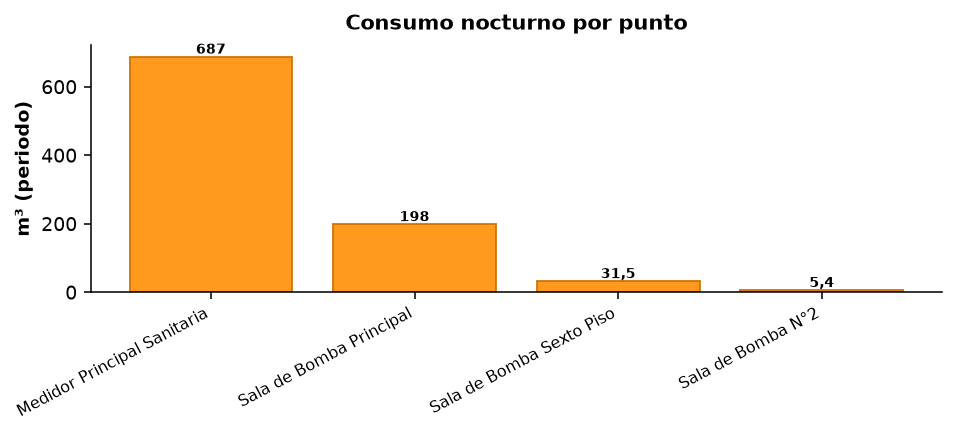 Consumo nocturno por punto
m³ (periodo)
600
400
200
0
687
198
31,5
5,4
Medidor Principal Sanitaria
Sala de Bomba Principal
Sala de Bomba Sexto Piso
Sala de Bomba N°2